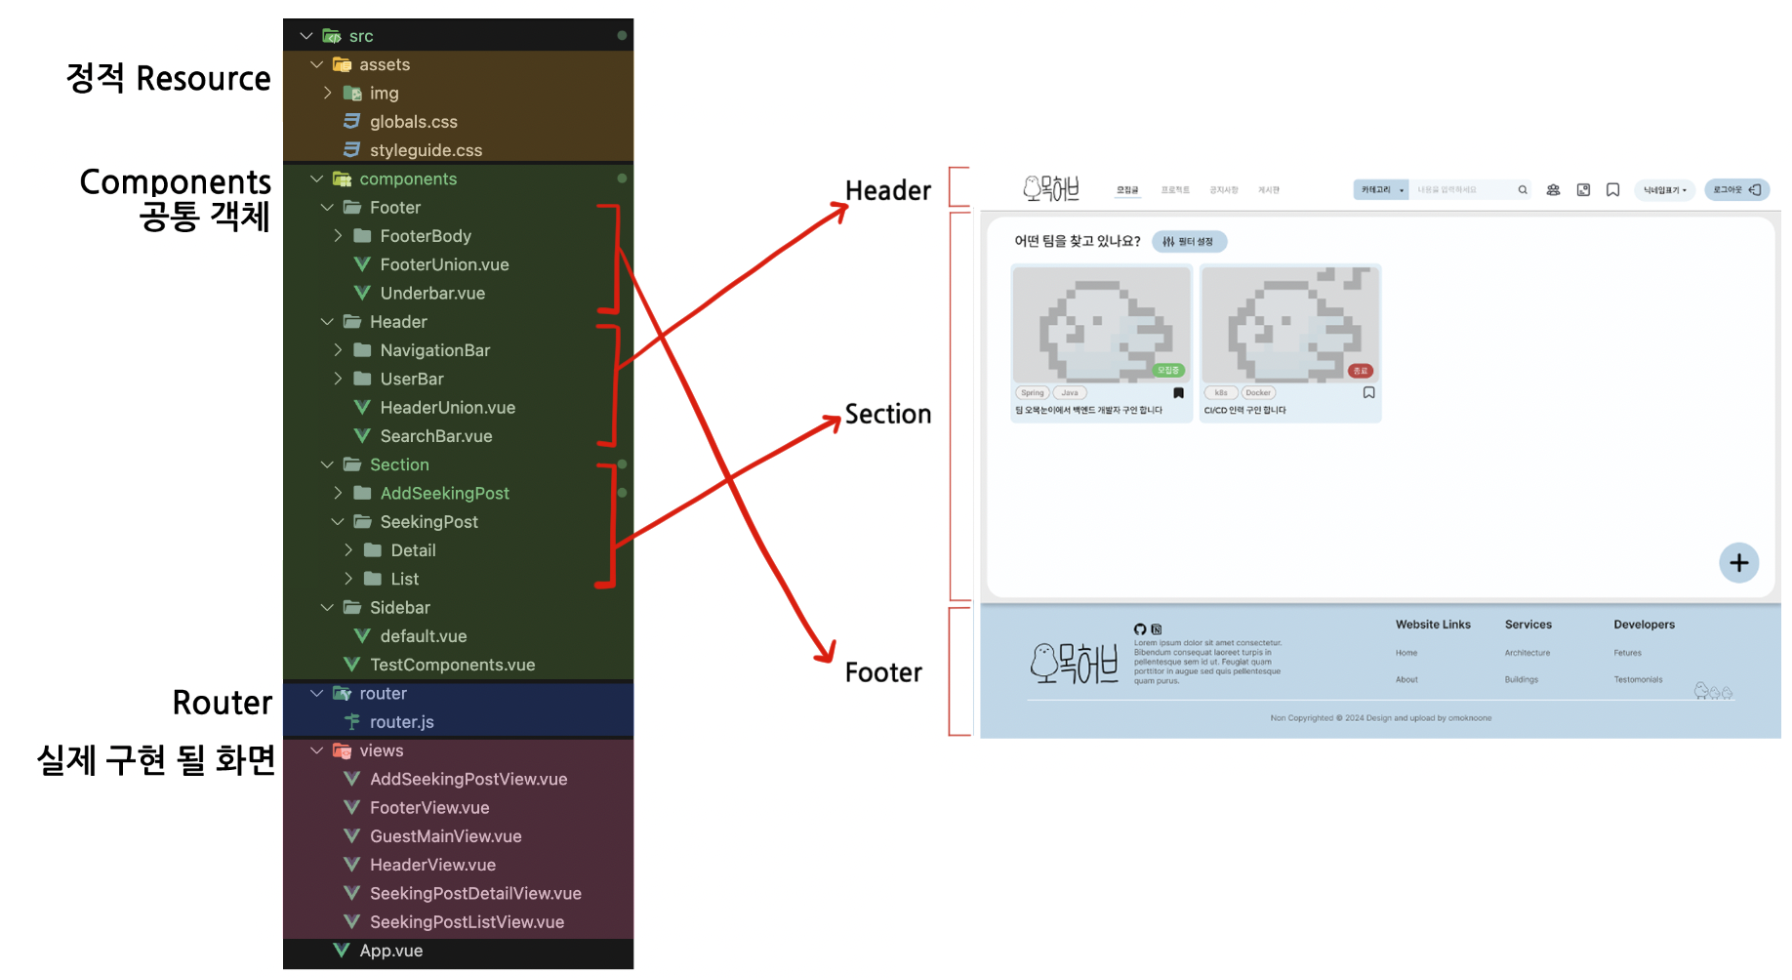 정적 Resource
Components
공통 객체
Router
실제 구현 될 화면
src
assets
img
globals.css
styleguide.css
components
Footer
FooterBody
FooterUnion.vue
Underbar.vue
Header
NavigationBar
UserBar
HeaderUnion.vue
SearchBar.vue
Section
AddSeekingPost
SeekingPost
Detail
List
Sidebar
default.vue
TestComponents.vue
router
router.js
views
AddSeekingPostView.vue
FooterView.vue
GuestMainView.vue
HeaderView.vue
SeekingPostDetailView.vue
SeekingPostListView.vue
App.vue
Header
Section
Footer
오목허브
모집글 프로젝트 공지사항 게시판
카테고리 내용을 입력하세요 닉네임표기 로그아웃
어떤 팀을 찾고 있나요? 필터 설정
모집중
종료
Spring Java
k8s Docker
팀 오목눈이에서 백엔드 개발자 구인 합니다
CI/CD 인력 구인 합니다
+
오목허브
Lorem ipsum dolor sit amet consectetur.
Bibendum consequat laoreet turpis in
pellentesque sem id ut. Feugiat quam
porttitor in augue sed quis pellentesque
quam purus.
Website Links Services Developers
Home Architecture Fetures
About Buildings Testomonials
Non Copyrighted © 2024 Design and upload by omoknoone